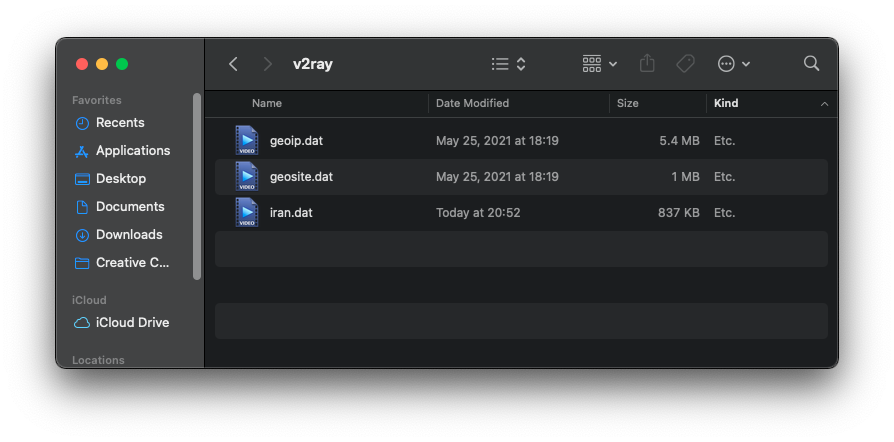 v2ray
Favorites
Recents
Applications
Desktop
Documents
Downloads
Creative C...
iCloud
iCloud Drive
Locations
Name Date Modified Size Kind
VIDEO geoip.dat May 25, 2021 at 18:19 5.4 MB Etc.
VIDEO geosite.dat May 25, 2021 at 18:19 1 MB Etc.
VIDEO iran.dat Today at 20:52 837 KB Etc.